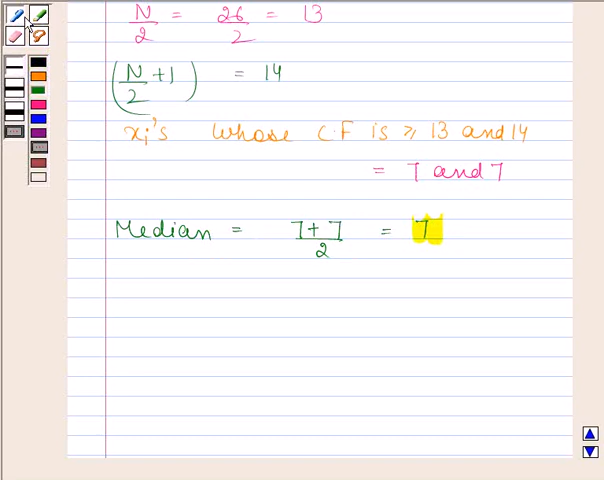 N/2 = 26/2 = 13
(N/2 + 1) = 14
xi's whose C.F is ≥ 13 and 14
= 7 and 7
Median = 7+7/2 = 7